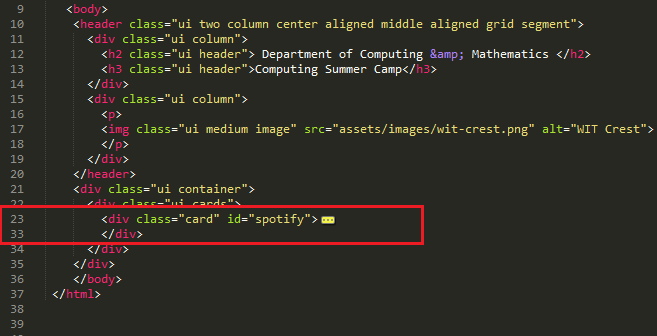 9 <body>
10 <header class="ui two column center aligned middle aligned grid segment">
11 <div class="ui column">
12 <h2 class="ui header"> Department of Computing &amp; Mathematics </h2>
13 <h3 class="ui header">Computing Summer Camp</h3>
14 </div>
15 <div class="ui column">
16 <p>
17 <img class="ui medium image" src="assets/images/wit-crest.png" alt="WIT Crest">
18 </p>
19 </div>
20 </header>
21 <div class="ui container">
22 <div class="ui cards">
23 <div class="card" id="spotify">
33 </div>
34 </div>
35 </div>
36 </body>
37 </html>
38
39